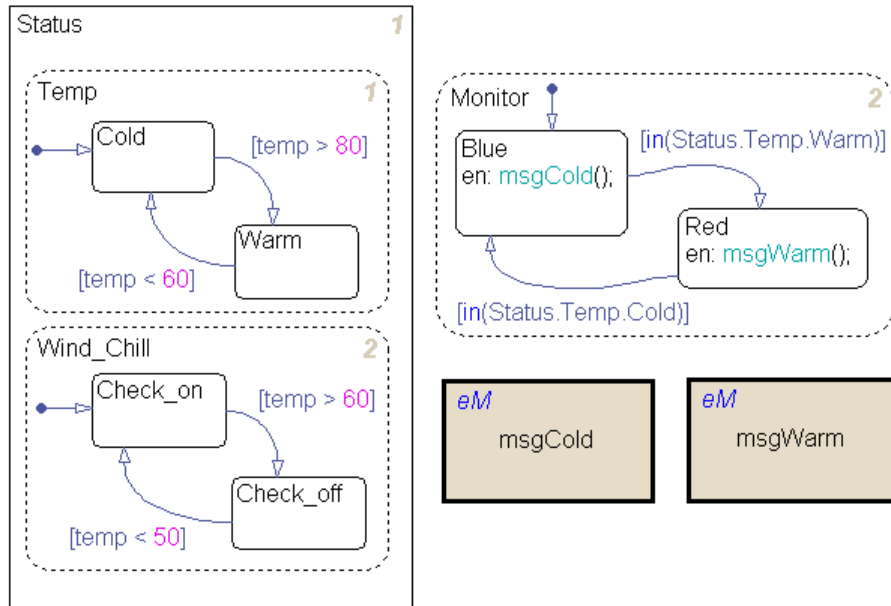 Status 1
Temp 1
Cold
[temp > 80]
Warm
[temp < 60]
Wind_Chill 2
Check_on
[temp > 60]
Check_off
[temp < 50]
Monitor 2
Blue
en: msgCold();
[in(Status.Temp.Warm)]
Red
en: msgWarm();
[in(Status.Temp.Cold)]
eM
msgCold
eM
msgWarm